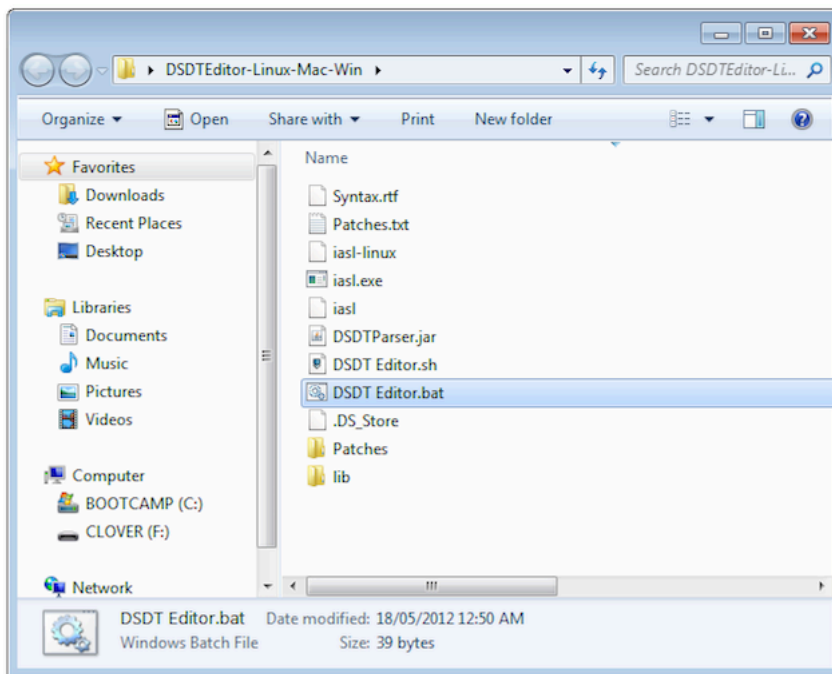 DSDTEditor-Linux-Mac-Win
Search DSDTEditor-Li...
Organize Open Share with Print New folder
Favorites
Downloads
Recent Places
Desktop
Libraries
Documents
Music
Pictures
Videos
Computer
BOOTCAMP (C:)
CLOVER (F:)
Network
Name
Syntax.rtf
Patches.txt
iasl-linux
iasl.exe
iasl
DSDTParser.jar
DSDT Editor.sh
DSDT Editor.bat
.DS_Store
Patches
lib
DSDT Editor.bat Date modified: 18/05/2012 12:50 AM
Windows Batch File Size: 39 bytes